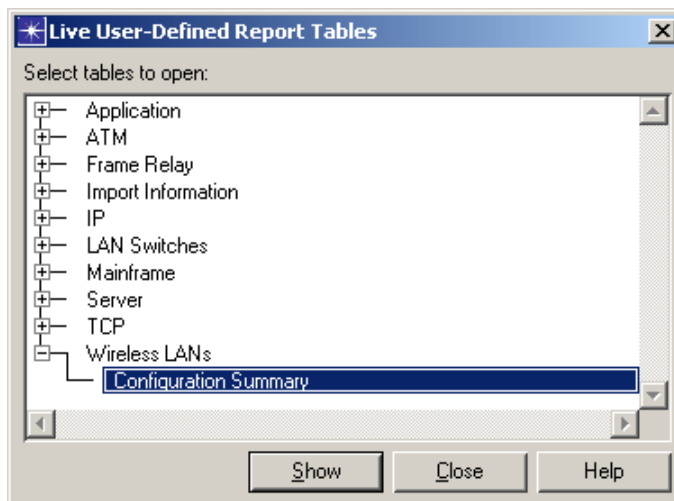 Live User-Defined Report Tables
Select tables to open:
Application
ATM
Frame Relay
Import Information
IP
LAN Switches
Mainframe
Server
TCP
Wireless LANs
Configuration Summary
Show Close Help